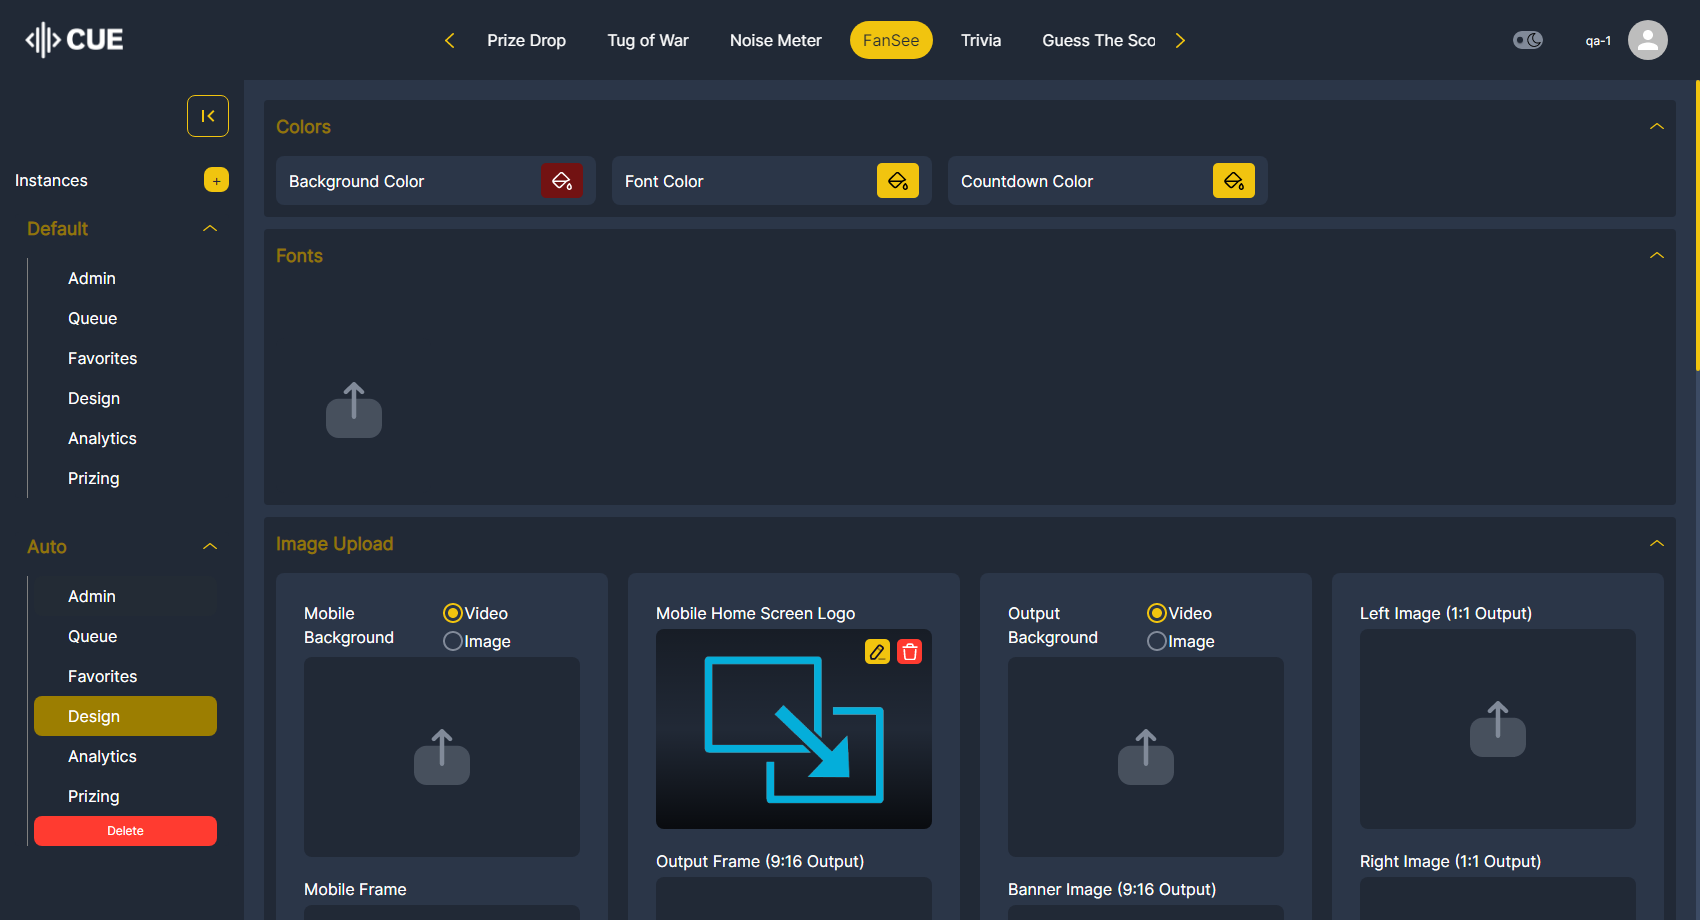 CUE
Prize Drop
Tug of War
Noise Meter
FanSee
Trivia
Guess The Sco
qa-1
Instances
+
Default
Admin
Queue
Favorites
Design
Analytics
Prizing
Auto
Admin
Queue
Favorites
Design
Analytics
Prizing
Delete
Colors
Background Color
Font Color
Countdown Color
Fonts
Image Upload
Mobile
Background
Video
Image
Mobile Frame
Mobile Home Screen Logo
Output Frame (9:16 Output)
Output
Background
Video
Image
Banner Image (9:16 Output)
Left Image (1:1 Output)
Right Image (1:1 Output)